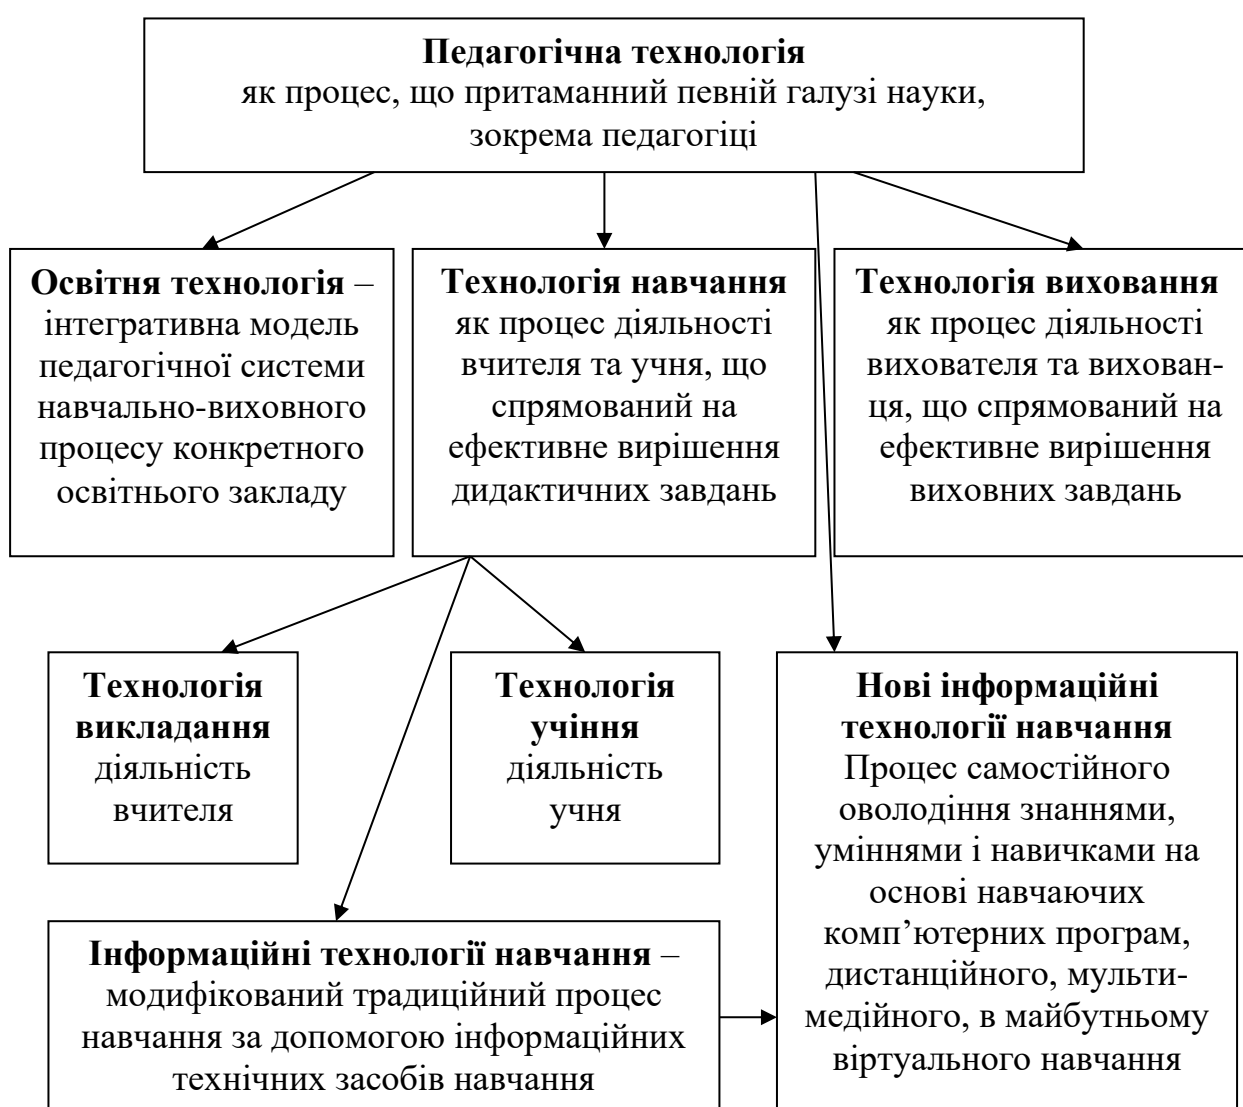 Педагогічна технологія
як процес, що притаманний певній галузі науки,
зокрема педагогіці
Освітня технологія –
інтегративна модель
педагогічної системи
навчально-виховного
процесу конкретного
освітнього закладу
Технологія навчання
як процес діяльності
вчителя та учня, що
спрямований на
ефективне вирішення
дидактичних завдань
Технологія виховання
як процес діяльності
вихователя та вихован-
ця, що спрямований на
ефективне вирішення
виховних завдань
Технологія
викладання
діяльність
вчителя
Технологія
учіння
діяльність
учня
Нові інформаційні
технології навчання
Процес самостійного
оволодіння знаннями,
уміннями і навичками на
основі навчаючих
комп’ютерних програм,
дистанційного, мульти-
медійного, в майбутньому
віртуального навчання
Інформаційні технології навчання –
модифікований традиційний процес
навчання за допомогою інформаційних
технічних засобів навчання